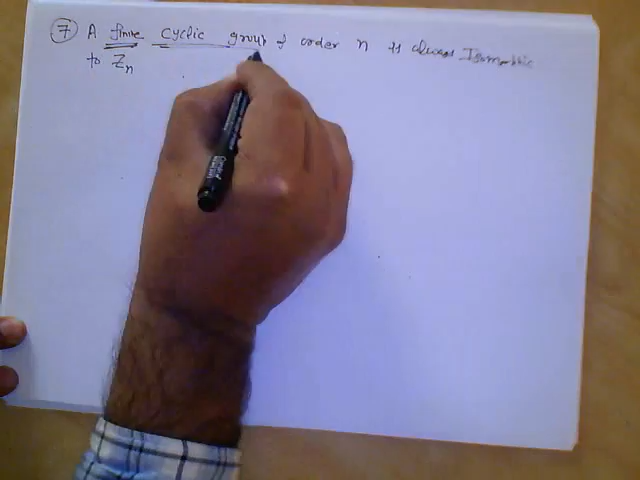 ⑦ A finite cyclic group of order n is always Isomorphic
to Zn